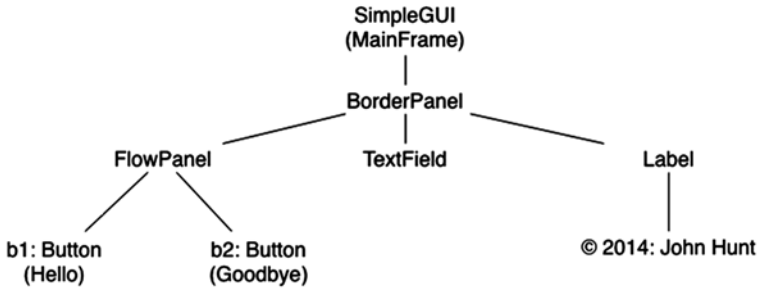 SimpleGUI
(MainFrame)
BorderPanel
FlowPanel
TextField
Label
b1: Button
(Hello)
b2: Button
(Goodbye)
© 2014: John Hunt